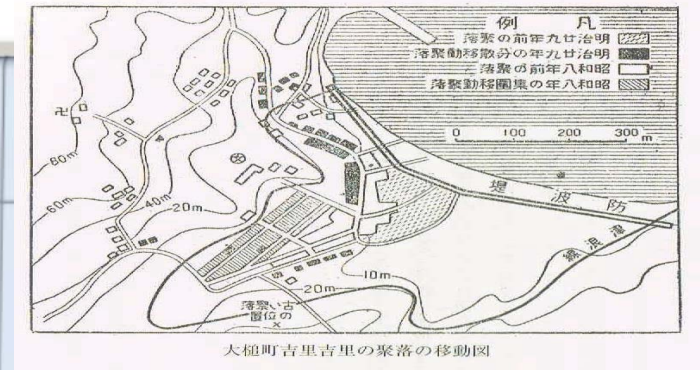 凡例
明治廿九年前の聚落
明治廿九年の分散移動聚落
昭和八年前の聚落
昭和八年の集團移動聚落
0 100 200 300 m
卍
80m
60m
40m
20m
防波堤
津浪線
10m
20m
古い聚落
の位置
×
大槌町吉里吉里の聚落の移動図